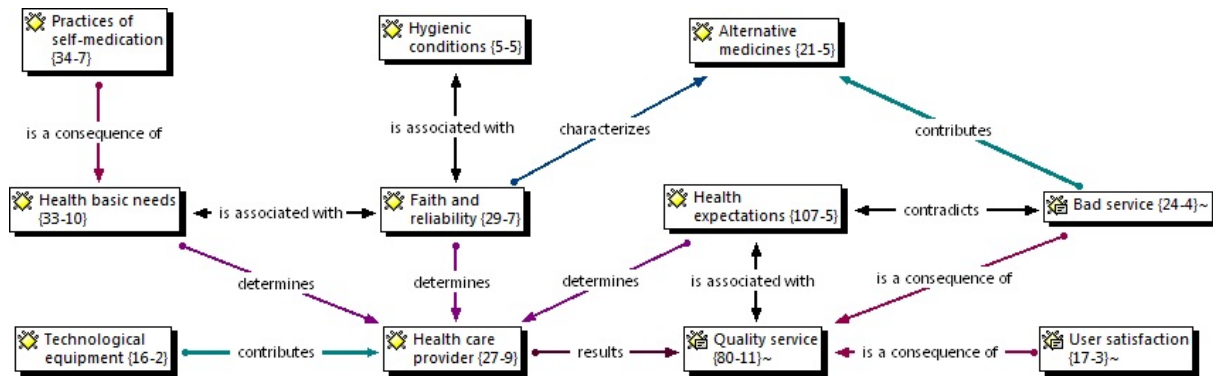 Practices of
self-medication
{34-7}
Hygienic
conditions {5-5}
Alternative
medicines {21-5}
is a consequence of
is associated with
characterizes
contributes
Health basic needs
{33-10}
is associated with
Faith and
reliability {29-7}
Health
expectations {107-5}
contradicts
Bad service {24-4}~
determines
determines
determines
is associated with
is a consequence of
Technological
equipment {16-2}
contributes
Health care
provider {27-9}
results
Quality service
{80-11}~
is a consequence of
User satisfaction
{17-3}~